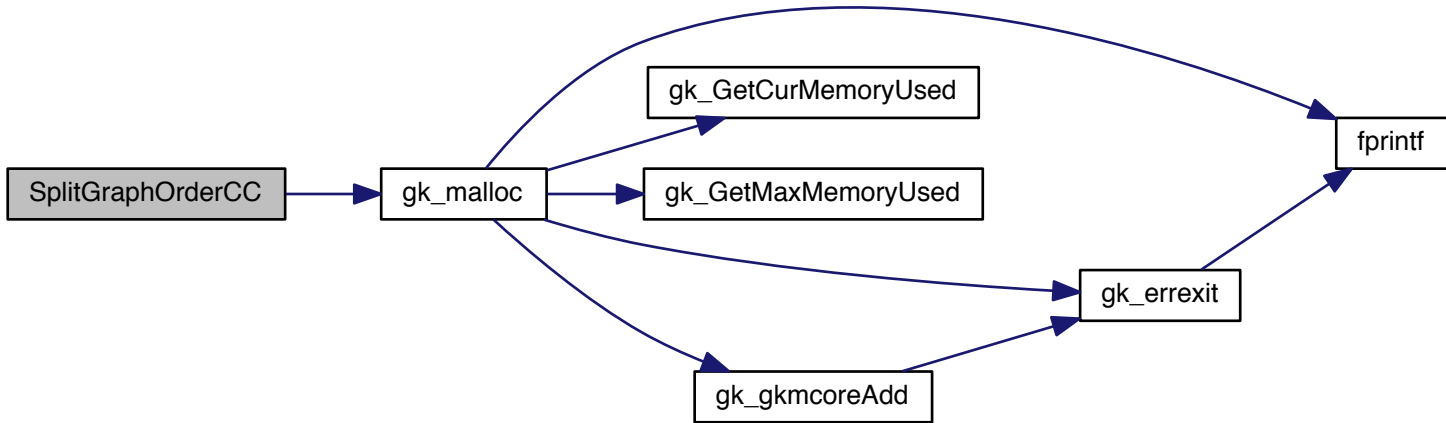 SplitGraphOrderCC
gk_malloc
gk_GetCurMemoryUsed
gk_GetMaxMemoryUsed
gk_gkmcoreAdd
gk_errexit
fprintf